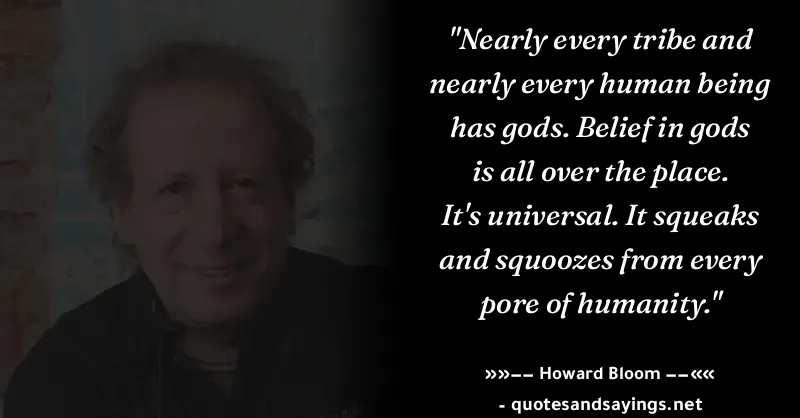 "Nearly every tribe and
nearly every human being
has gods. Belief in gods
is all over the place.
It's universal. It squeaks
and squoozes from every
pore of humanity."
»»−− Howard Bloom −−««
- quotesandsayings.net